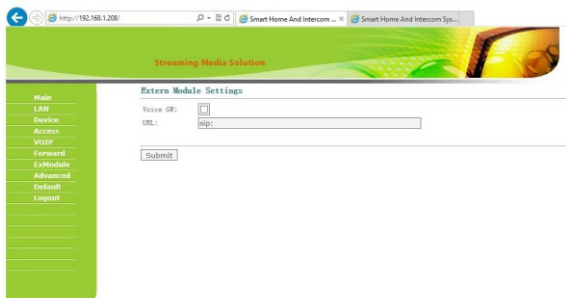 http://192.168.1.208/
Smart Home And Intercom ...
Smart Home And Intercom Sys...
Streaming Media Solution
Main
LAN
Device
Access
VOIP
Forward
ExModule
Advanced
Default
Logout
Extern Module Settings
Voice GW:
URL:
sip:
Submit